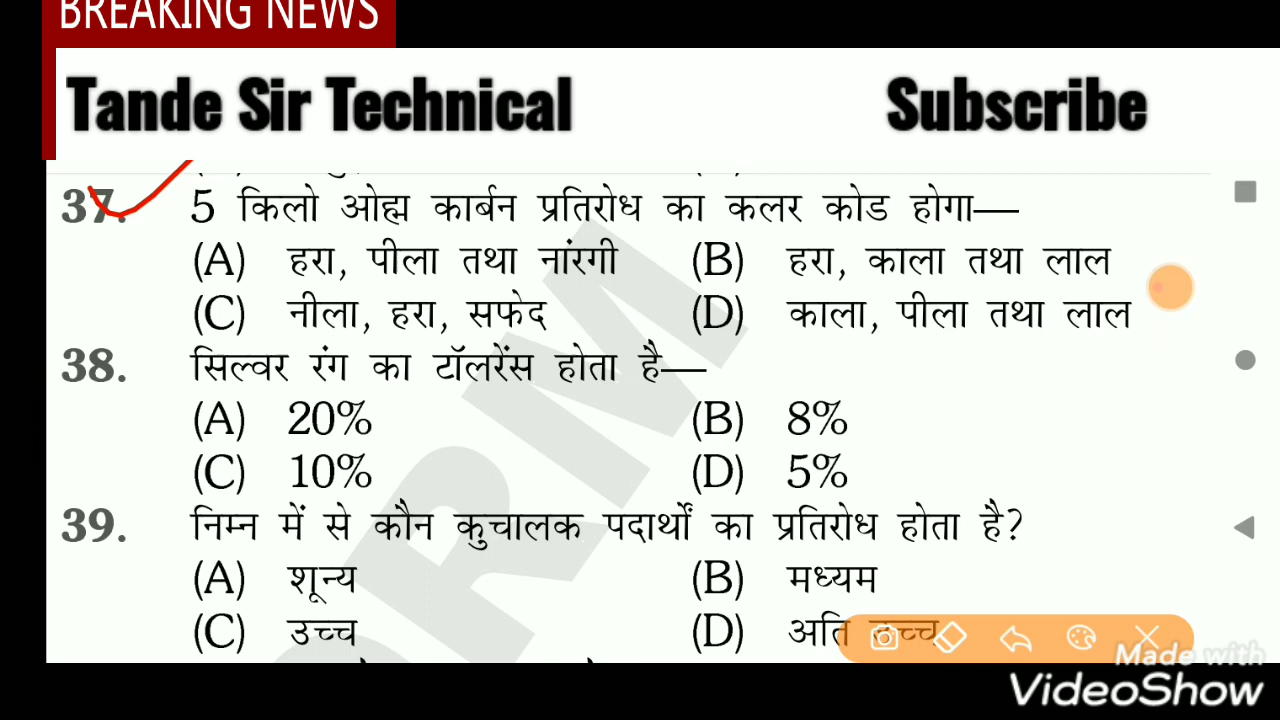 BREAKING NEWS
Tande Sir Technical Subscribe
37. 5 किलो ओह्म कार्बन प्रतिरोध का कलर कोड होगा—
(A) हरा, पीला तथा नांरगी (B) हरा, काला तथा लाल
(C) नीला, हरा, सफेद (D) काला, पीला तथा लाल
38. सिल्वर रंग का टॉलरेंस होता है—
(A) 20% (B) 8%
(C) 10% (D) 5%
39. निम्न में से कौन कुचालक पदार्थों का प्रतिरोध होता है?
(A) शून्य (B) मध्यम
(C) उच्च (D) अति उच्च
Made with
VideoShow